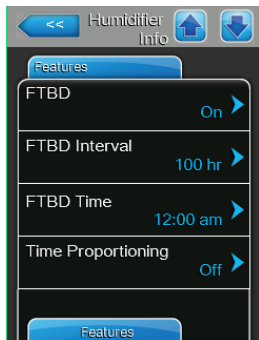 <<
Humidifier
Info
Features
FTBD
On
FTBD Interval
100 hr
FTBD Time
12:00 am
Time Proportioning
Off
Features